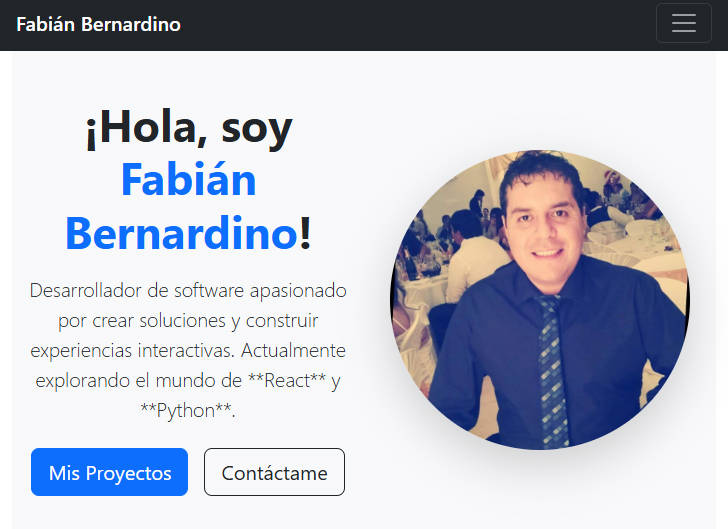 Fabián Bernardino
¡Hola, soy
Fabián
Bernardino!
Desarrollador de software apasionado
por crear soluciones y construir
experiencias interactivas. Actualmente
explorando el mundo de **React** y
**Python**.
Mis Proyectos
Contáctame